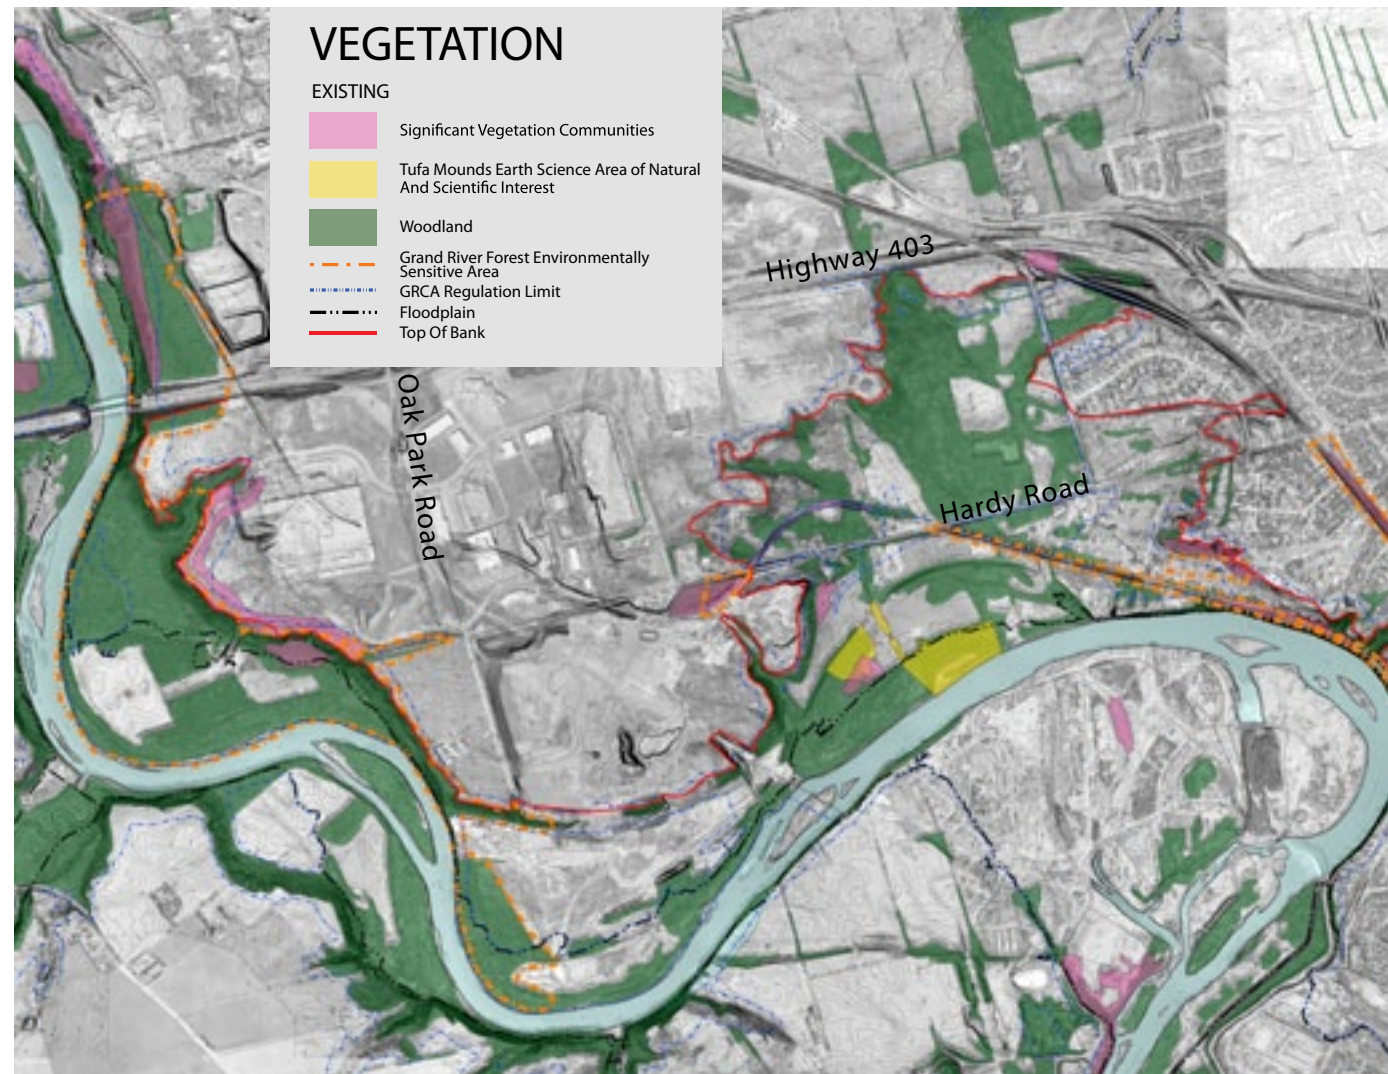 VEGETATION
EXISTING
Significant Vegetation Communities
Tufa Mounds Earth Science Area of Natural
And Scientific Interest
Woodland
Grand River Forest Environmentally
Sensitive Area
GRCA Regulation Limit
Floodplain
Top Of Bank
Highway 403
Oak Park Road
Hardy Road